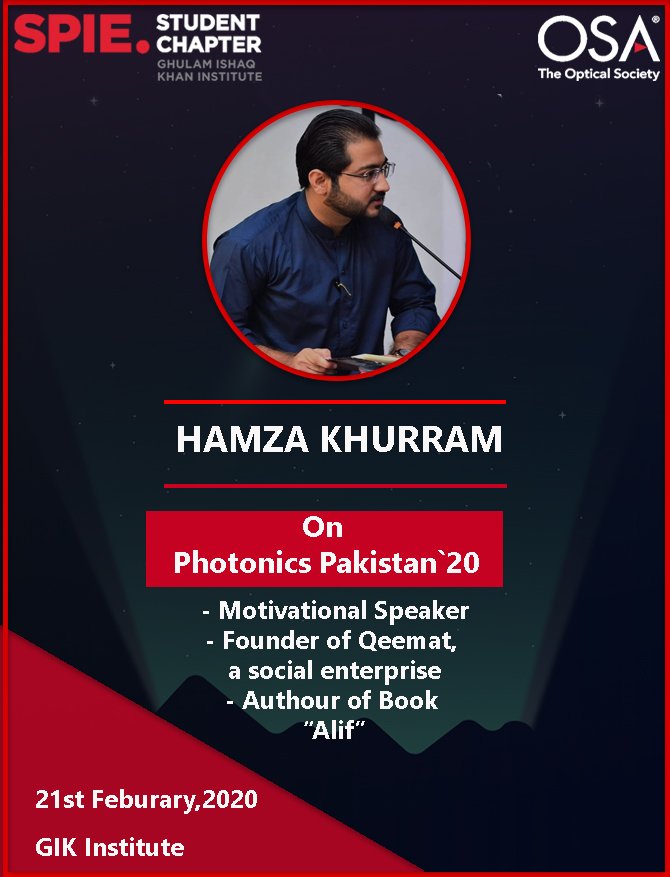 SPIE. STUDENT
CHAPTER
GHULAM ISHAQ
KHAN INSTITUTE
OSA®
The Optical Society
HAMZA KHURRAM
On
Photonics Pakistan`20
- Motivational Speaker
- Founder of Qeemat,
a social enterprise
- Authour of Book
”Alif”
21st Feburary,2020
GIK Institute